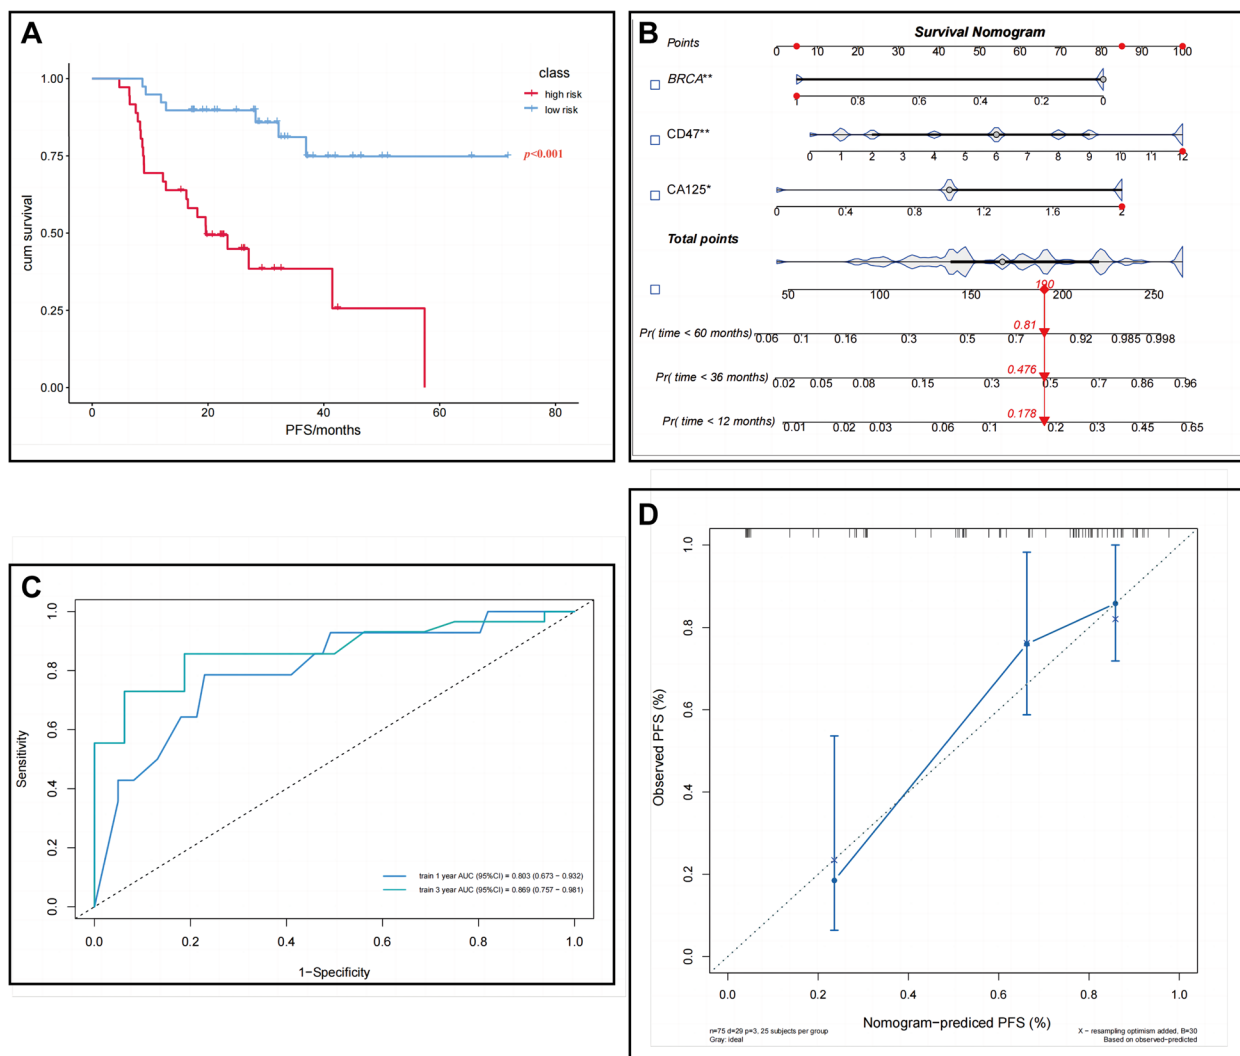 A
1.00
0.75
0.50
0.25
0.00
cum survival
0 20 40 60 80
PFS/months
class
high risk
low risk
p<0.001
B
Survival Nomogram
Points
0 10 20 30 40 50 60 70 80 90 100
BRCA**
1 0.8 0.6 0.4 0.2 0
CD47**
0 1 2 3 4 5 6 7 8 9 10 11 12
CA125*
0 0.4 0.8 1.2 1.6 2
Total points
190
50 100 150 200 250
0.81
Pr( time < 60 months)
0.06 0.1 0.16 0.3 0.5 0.7 0.92 0.985 0.998
0.476
Pr( time < 36 months)
0.02 0.05 0.08 0.15 0.3 0.5 0.7 0.86 0.96
0.178
Pr( time < 12 months)
0.01 0.02 0.03 0.06 0.1 0.2 0.3 0.45 0.65
C
1.0
0.8
0.6
0.4
0.2
0.0
Sensitivity
train 1 year AUC (95%CI) = 0.803 (0.673 − 0.932)
train 3 year AUC (95%CI) = 0.869 (0.757 − 0.981)
0.0 0.2 0.4 0.6 0.8 1.0
1−Specificity
D
1.0
0.8
0.6
0.4
0.2
0.0
Observed PFS (%)
0.0 0.2 0.4 0.6 0.8 1.0
Nomogram−prediced PFS (%)
n=75 d=29 p=3, 25 subjects per group
Gray: ideal
X − resampling optimism added, B=30
Based on observed−predicted